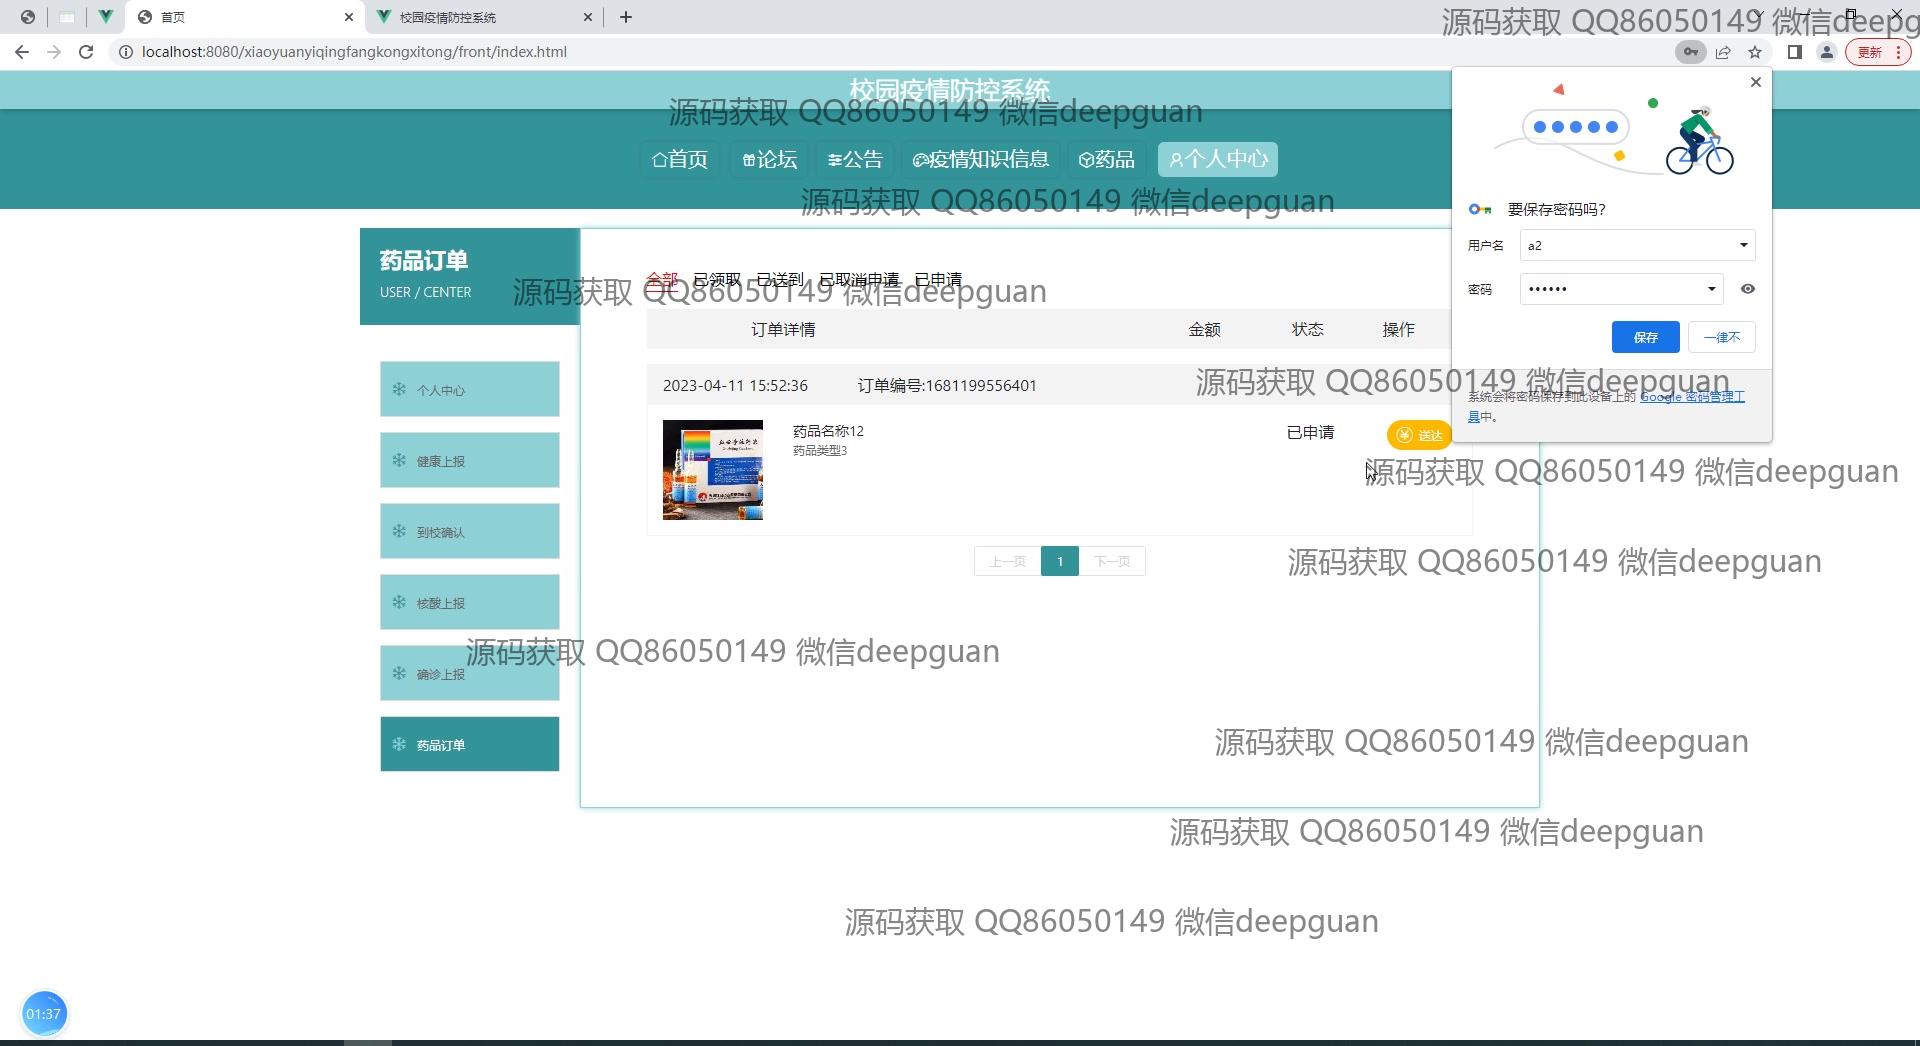 首页
校园疫情防控系统
localhost:8080/xiaoyuanyiqingfangkongxitong/front/index.html
更新
源码获取 QQ86050149 微信deepg
校园疫情防控系统
源码获取 QQ86050149 微信deepguan
首页
论坛
公告
疫情知识信息
药品
个人中心
源码获取 QQ86050149 微信deepguan
要保存密码吗?
用户名
a2
密码
••••••
保存
一律不
系统会将密码保存到此设备上的 Google 密码管理工
具中。
药品订单
USER / CENTER
全部 已领取 已送到 已取消申请 已申请
源码获取 QQ86050149 微信deepguan
订单详情 金额 状态 操作
源码获取 QQ86050149 微信deepguan
2023-04-11 15:52:36 订单编号:1681199556401
药品名称12
药品类型3
已申请
送达
源码获取 QQ86050149 微信deepguan
上一页 1 下一页
源码获取 QQ86050149 微信deepguan
个人中心
健康上报
到校确认
核酸上报
确诊上报
药品订单
源码获取 QQ86050149 微信deepguan
源码获取 QQ86050149 微信deepguan
源码获取 QQ86050149 微信deepguan
源码获取 QQ86050149 微信deepguan
01:37